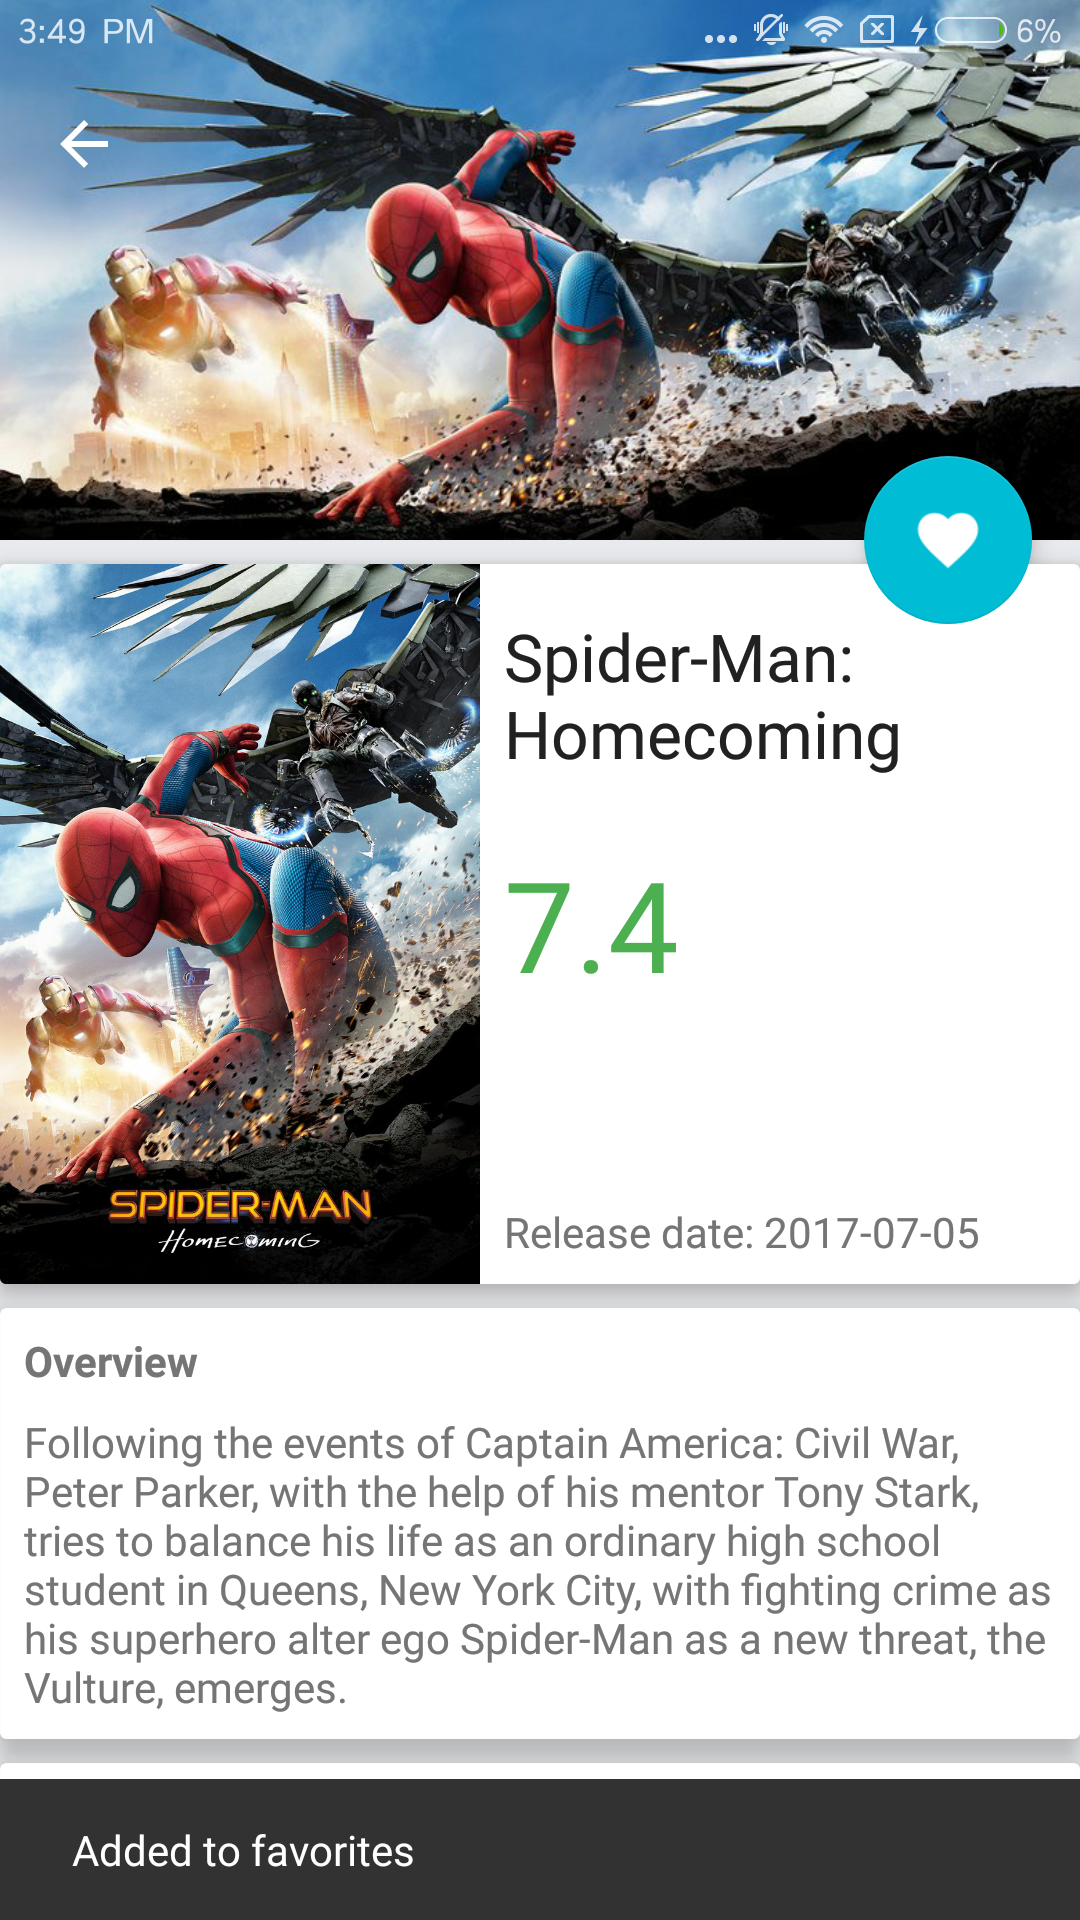 3:49 PM
6%
Spider-Man:
Homecoming
7.4
SPIDER-MAN
HOMECOMING
Release date: 2017-07-05
Overview
Following the events of Captain America: Civil War,
Peter Parker, with the help of his mentor Tony Stark,
tries to balance his life as an ordinary high school
student in Queens, New York City, with fighting crime as
his superhero alter ego Spider-Man as a new threat, the
Vulture, emerges.
Added to favorites